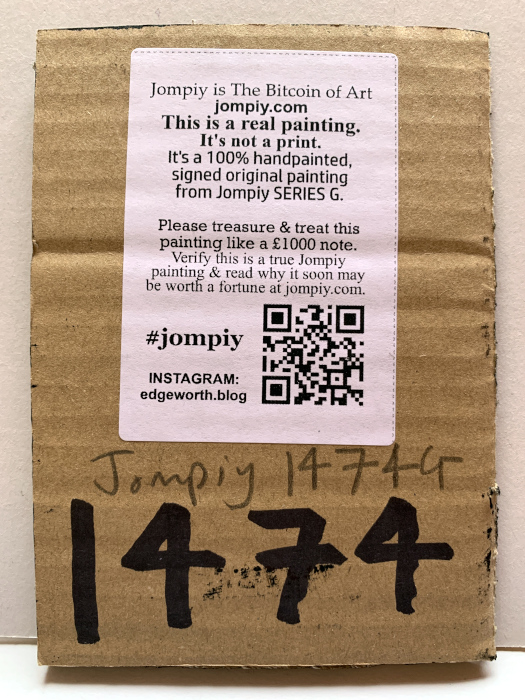 Jompiy is The Bitcoin of Art
jompiy.com
This is a real painting.
It's not a print.
It's a 100% handpainted,
signed original painting
from Jompiy SERIES G.
Please treasure & treat this
painting like a £1000 note.
Verify this is a true Jompiy
painting & read why it soon may
be worth a fortune at jompiy.com.
#jompiy
INSTAGRAM:
edgeworth.blog
Jompiy 1474G
1474